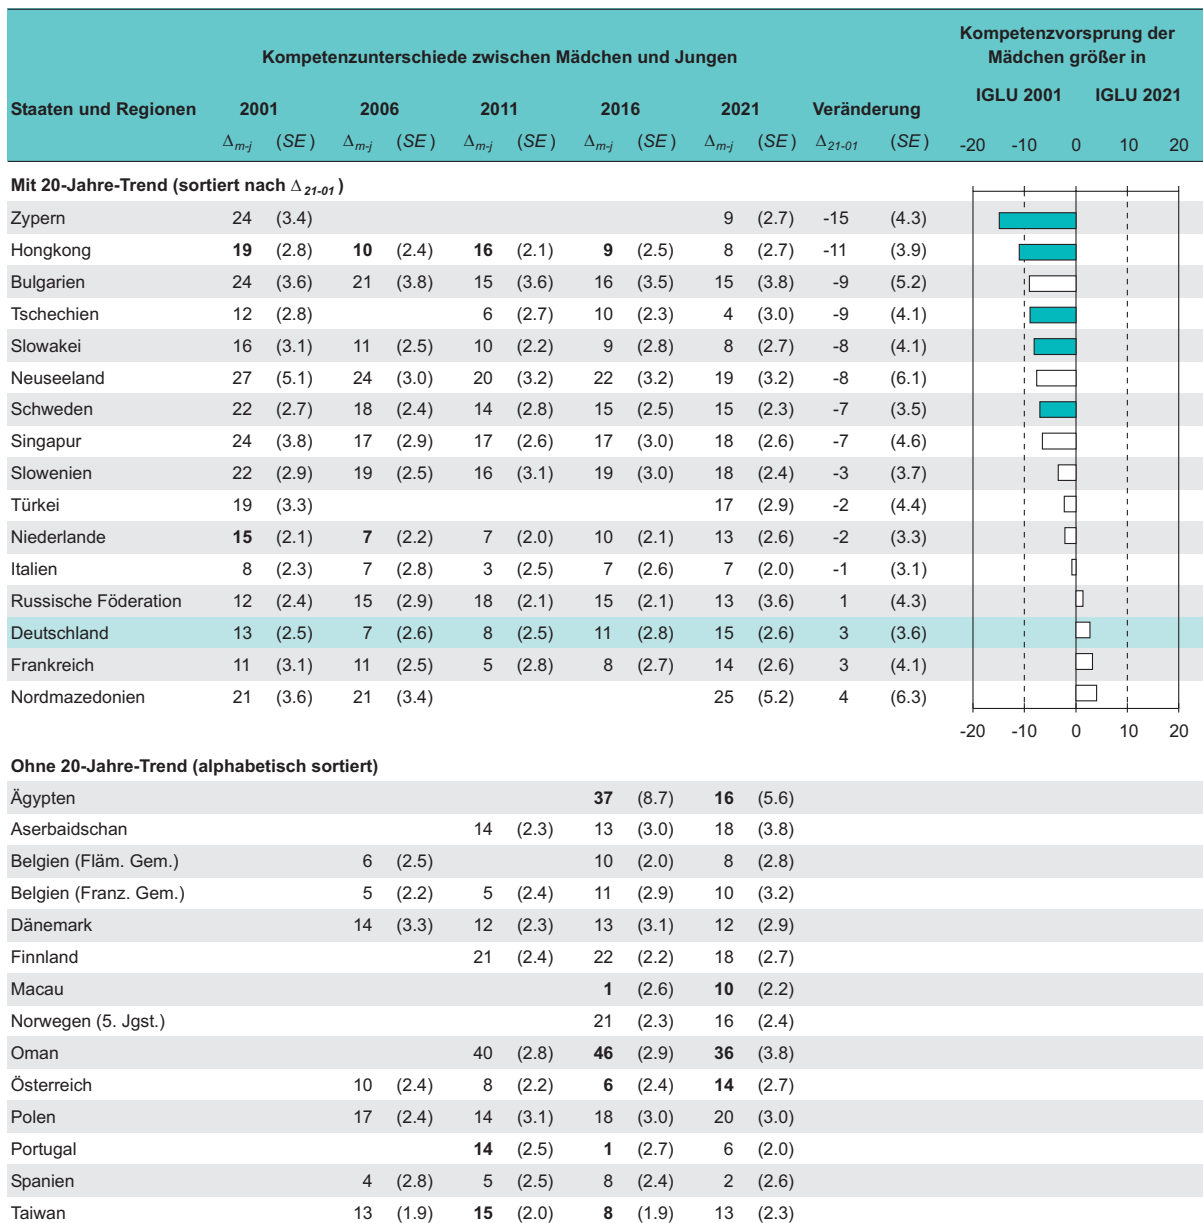 Kompetenzunterschiede zwischen Mädchen und Jungen
Kompetenzvorsprung der
Mädchen größer in
IGLU 2001 IGLU 2021
Staaten und Regionen 2001 2006 2011 2016 2021 Veränderung
Δm-j (SE) Δm-j (SE) Δm-j (SE) Δm-j (SE) Δm-j (SE) Δ21-01 (SE) -20 -10 0 10 20
Mit 20-Jahre-Trend (sortiert nach Δ21-01)
Zypern 24 (3.4) 9 (2.7) -15 (4.3)
Hongkong 19 (2.8) 10 (2.4) 16 (2.1) 9 (2.5) 8 (2.7) -11 (3.9)
Bulgarien 24 (3.6) 21 (3.8) 15 (3.6) 16 (3.5) 15 (3.8) -9 (5.2)
Tschechien 12 (2.8) 6 (2.7) 10 (2.3) 4 (3.0) -9 (4.1)
Slowakei 16 (3.1) 11 (2.5) 10 (2.2) 9 (2.8) 8 (2.7) -8 (4.1)
Neuseeland 27 (5.1) 24 (3.0) 20 (3.2) 22 (3.2) 19 (3.2) -8 (6.1)
Schweden 22 (2.7) 18 (2.4) 14 (2.8) 15 (2.5) 15 (2.3) -7 (3.5)
Singapur 24 (3.8) 17 (2.9) 17 (2.6) 17 (3.0) 18 (2.6) -7 (4.6)
Slowenien 22 (2.9) 19 (2.5) 16 (3.1) 19 (3.0) 18 (2.4) -3 (3.7)
Türkei 19 (3.3) 17 (2.9) -2 (4.4)
Niederlande 15 (2.1) 7 (2.2) 7 (2.0) 10 (2.1) 13 (2.6) -2 (3.3)
Italien 8 (2.3) 7 (2.8) 3 (2.5) 7 (2.6) 7 (2.0) -1 (3.1)
Russische Föderation 12 (2.4) 15 (2.9) 18 (2.1) 15 (2.1) 13 (3.6) 1 (4.3)
Deutschland 13 (2.5) 7 (2.6) 8 (2.5) 11 (2.8) 15 (2.6) 3 (3.6)
Frankreich 11 (3.1) 11 (2.5) 5 (2.8) 8 (2.7) 14 (2.6) 3 (4.1)
Nordmazedonien 21 (3.6) 21 (3.4) 25 (5.2) 4 (6.3)
-20 -10 0 10 20
Ohne 20-Jahre-Trend (alphabetisch sortiert)
Ägypten 37 (8.7) 16 (5.6)
Aserbaidschan 14 (2.3) 13 (3.0) 18 (3.8)
Belgien (Fläm. Gem.) 6 (2.5) 10 (2.0) 8 (2.8)
Belgien (Franz. Gem.) 5 (2.2) 5 (2.4) 11 (2.9) 10 (3.2)
Dänemark 14 (3.3) 12 (2.3) 13 (3.1) 12 (2.9)
Finnland 21 (2.4) 22 (2.2) 18 (2.7)
Macau 1 (2.6) 10 (2.2)
Norwegen (5. Jgst.) 21 (2.3) 16 (2.4)
Oman 40 (2.8) 46 (2.9) 36 (3.8)
Österreich 10 (2.4) 8 (2.2) 6 (2.4) 14 (2.7)
Polen 17 (2.4) 14 (3.1) 18 (3.0) 20 (3.0)
Portugal 14 (2.5) 1 (2.7) 6 (2.0)
Spanien 4 (2.8) 5 (2.5) 8 (2.4) 2 (2.6)
Taiwan 13 (1.9) 15 (2.0) 8 (1.9) 13 (2.3)